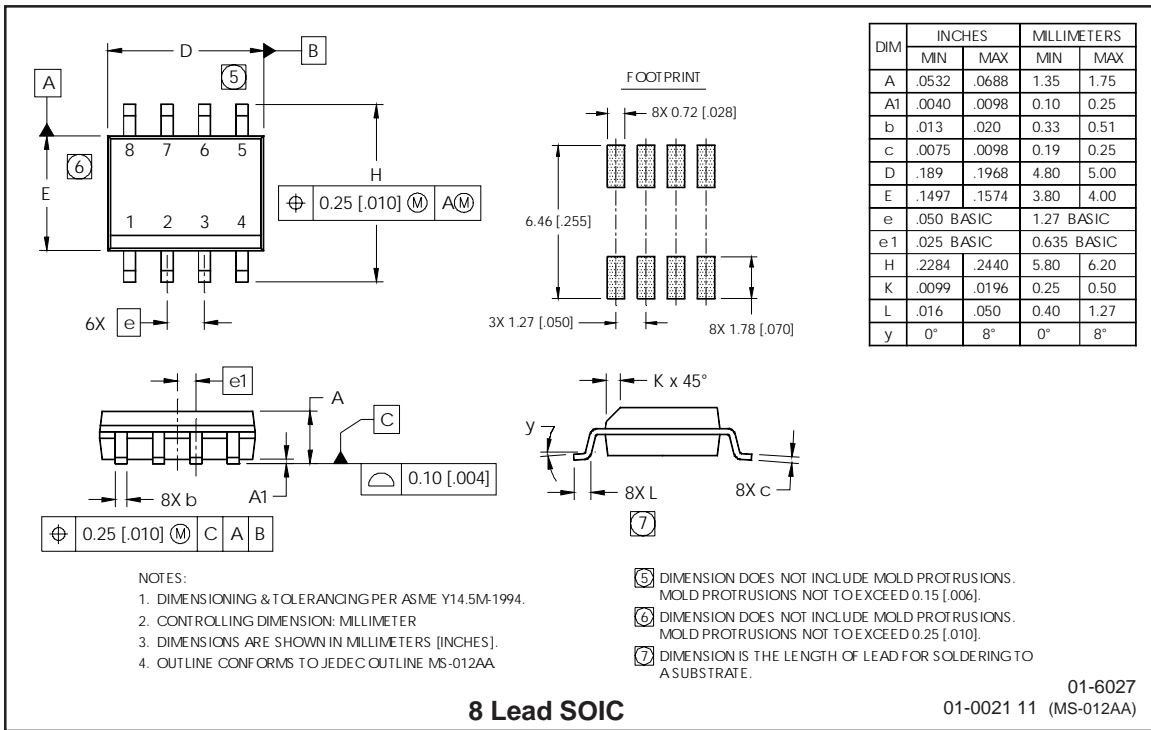 D
B
5
A
8 7 6 5
6
E
H
0.25 [.010] M A M
1 2 3 4
6X e
FOOTPRINT
8X 0.72 [.028]
6.46 [.255]
3X 1.27 [.050]
8X 1.78 [.070]
DIM INCHES MILLIMETERS
MIN MAX MIN MAX
A .0532 .0688 1.35 1.75
A1 .0040 .0098 0.10 0.25
b .013 .020 0.33 0.51
c .0075 .0098 0.19 0.25
D .189 .1968 4.80 5.00
E .1497 .1574 3.80 4.00
e .050 BASIC 1.27 BASIC
e1 .025 BASIC 0.635 BASIC
H .2284 .2440 5.80 6.20
K .0099 .0196 0.25 0.50
L .016 .050 0.40 1.27
y 0° 8° 0° 8°
e1
A
C
0.10 [.004]
8X b
A1
0.25 [.010] M C A B
K x 45°
y
8X L
7
8X c
NOTES:
1. DIMENSIONING & TOLERANCING PER ASME Y14.5M-1994.
2. CONTROLLING DIMENSION: MILLIMETER
3. DIMENSIONS ARE SHOWN IN MILLIMETERS [INCHES].
4. OUTLINE CONFORMS TO JEDEC OUTLINE MS-012AA.
5 DIMENSION DOES NOT INCLUDE MOLD PROTRUSIONS.
MOLD PROTRUSIONS NOT TO EXCEED 0.15 [.006].
6 DIMENSION DOES NOT INCLUDE MOLD PROTRUSIONS.
MOLD PROTRUSIONS NOT TO EXCEED 0.25 [.010].
7 DIMENSION IS THE LENGTH OF LEAD FOR SOLDERING TO
A SUBSTRATE.
8 Lead SOIC
01-6027
01-0021 11 (MS-012AA)